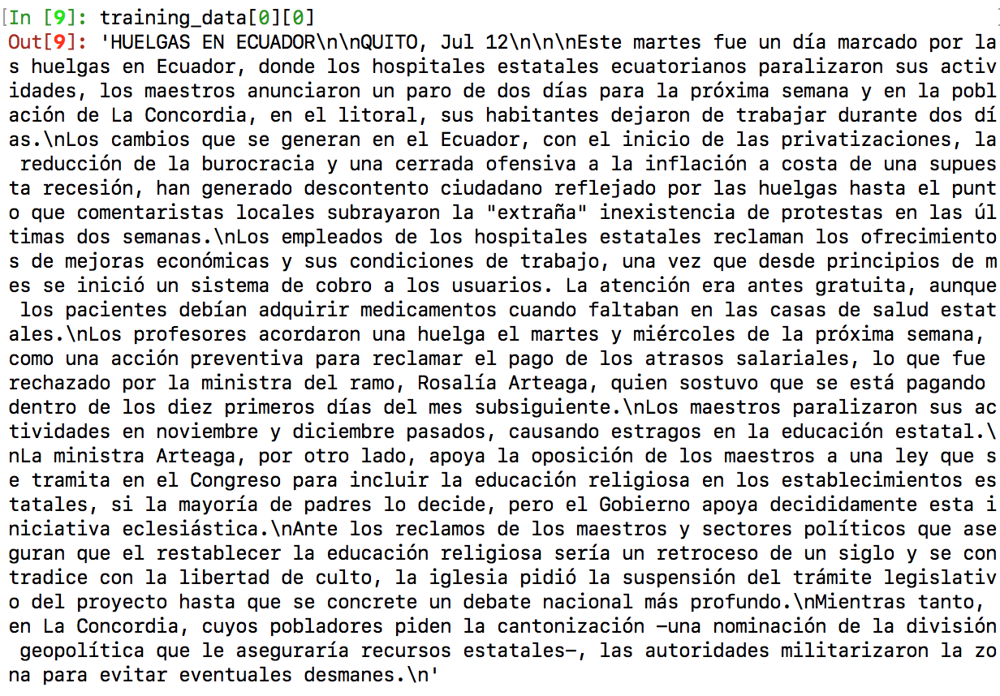 In [9]: training_data[0][0]
Out[9]: 'HUELGAS EN ECUADOR\n\nQUITO, Jul 12\n\n\nEste martes fue un día marcado por la
s huelgas en Ecuador, donde los hospitales estatales ecuatorianos paralizaron sus activ
idades, los maestros anunciaron un paro de dos días para la próxima semana y en la pobl
ación de La Concordia, en el litoral, sus habitantes dejaron de trabajar durante dos dí
as.\nLos cambios que se generan en el Ecuador, con el inicio de las privatizaciones, la
 reducción de la burocracia y una cerrada ofensiva a la inflación a costa de una supues
ta recesión, han generado descontento ciudadano reflejado por las huelgas hasta el punt
o que comentaristas locales subrayaron la "extraña" inexistencia de protestas en las úl
timas dos semanas.\nLos empleados de los hospitales estatales reclaman los ofrecimiento
s de mejoras económicas y sus condiciones de trabajo, una vez que desde principios de m
es se inició un sistema de cobro a los usuarios. La atención era antes gratuita, aunque
 los pacientes debían adquirir medicamentos cuando faltaban en las casas de salud estat
ales.\nLos profesores acordaron una huelga el martes y miércoles de la próxima semana,
como una acción preventiva para reclamar el pago de los atrasos salariales, lo que fue
rechazado por la ministra del ramo, Rosalía Arteaga, quien sostuvo que se está pagando
dentro de los diez primeros días del mes subsiguiente.\nLos maestros paralizaron sus ac
tividades en noviembre y diciembre pasados, causando estragos en la educación estatal.\
nLa ministra Arteaga, por otro lado, apoya la oposición de los maestros a una ley que s
e tramita en el Congreso para incluir la educación religiosa en los establecimientos es
tatales, si la mayoría de padres lo decide, pero el Gobierno apoya decididamente esta i
niciativa eclesiástica.\nAnte los reclamos de los maestros y sectores políticos que ase
guran que el restablecer la educación religiosa sería un retroceso de un siglo y se con
tradice con la libertad de culto, la iglesia pidió la suspensión del trámite legislativ
o del proyecto hasta que se concrete un debate nacional más profundo.\nMientras tanto,
en La Concordia, cuyos pobladores piden la cantonización —una nominación de la división
 geopolítica que le aseguraría recursos estatales—, las autoridades militarizaron la zo
na para evitar eventuales desmanes.\n'